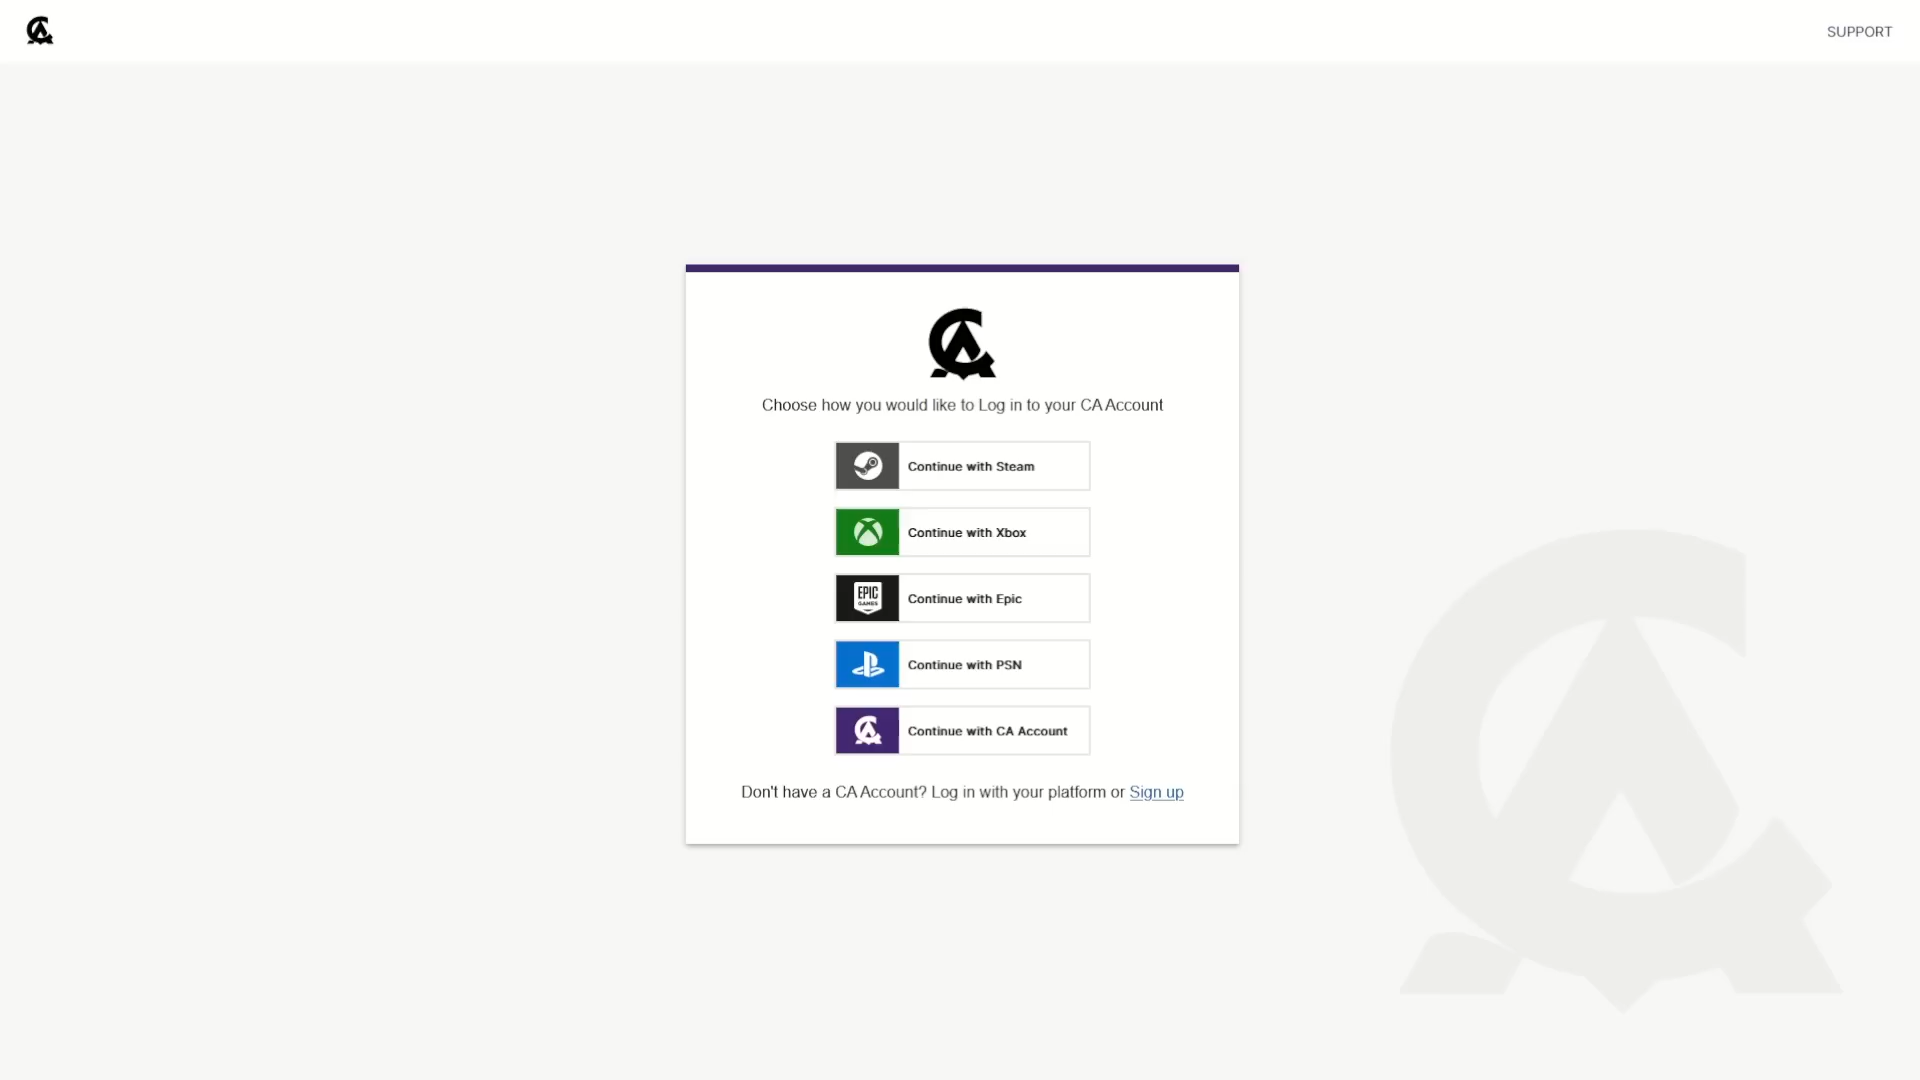 SUPPORT
Choose how you would like to Log in to your CA Account
Continue with Steam
Continue with Xbox
EPIC
GAMES
Continue with Epic
Continue with PSN
Continue with CA Account
Don't have a CA Account? Log in with your platform or Sign up